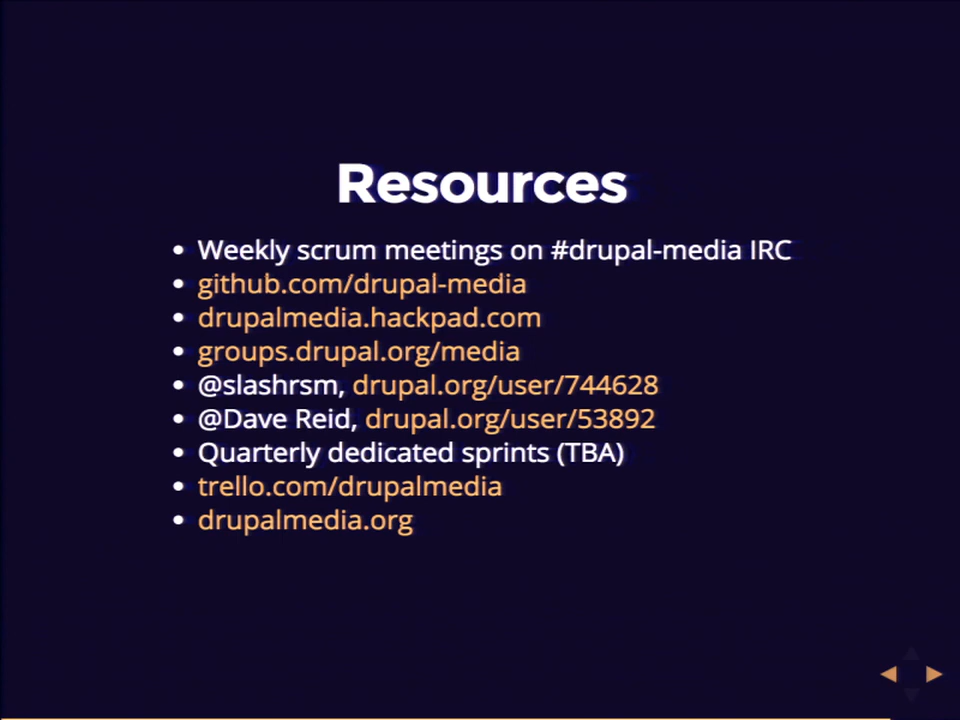 Resources
Weekly scrum meetings on #drupal-media IRC
github.com/drupal-media
drupalmedia.hackpad.com
groups.drupal.org/media
@slashrsm, drupal.org/user/744628
@Dave Reid, drupal.org/user/53892
Quarterly dedicated sprints (TBA)
trello.com/drupalmedia
drupalmedia.org